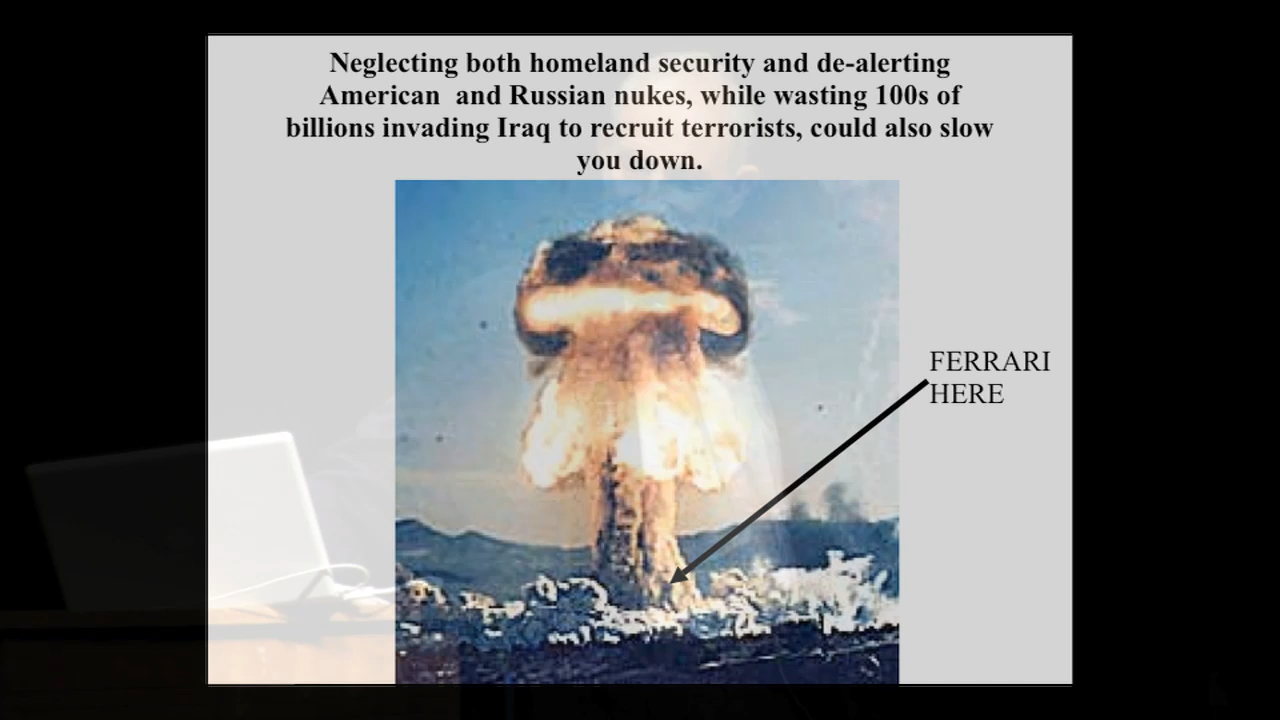 Neglecting both homeland security and de-alerting
American  and Russian nukes, while wasting 100s of
billions invading Iraq to recruit terrorists, could also slow
you down.
FERRARI
HERE